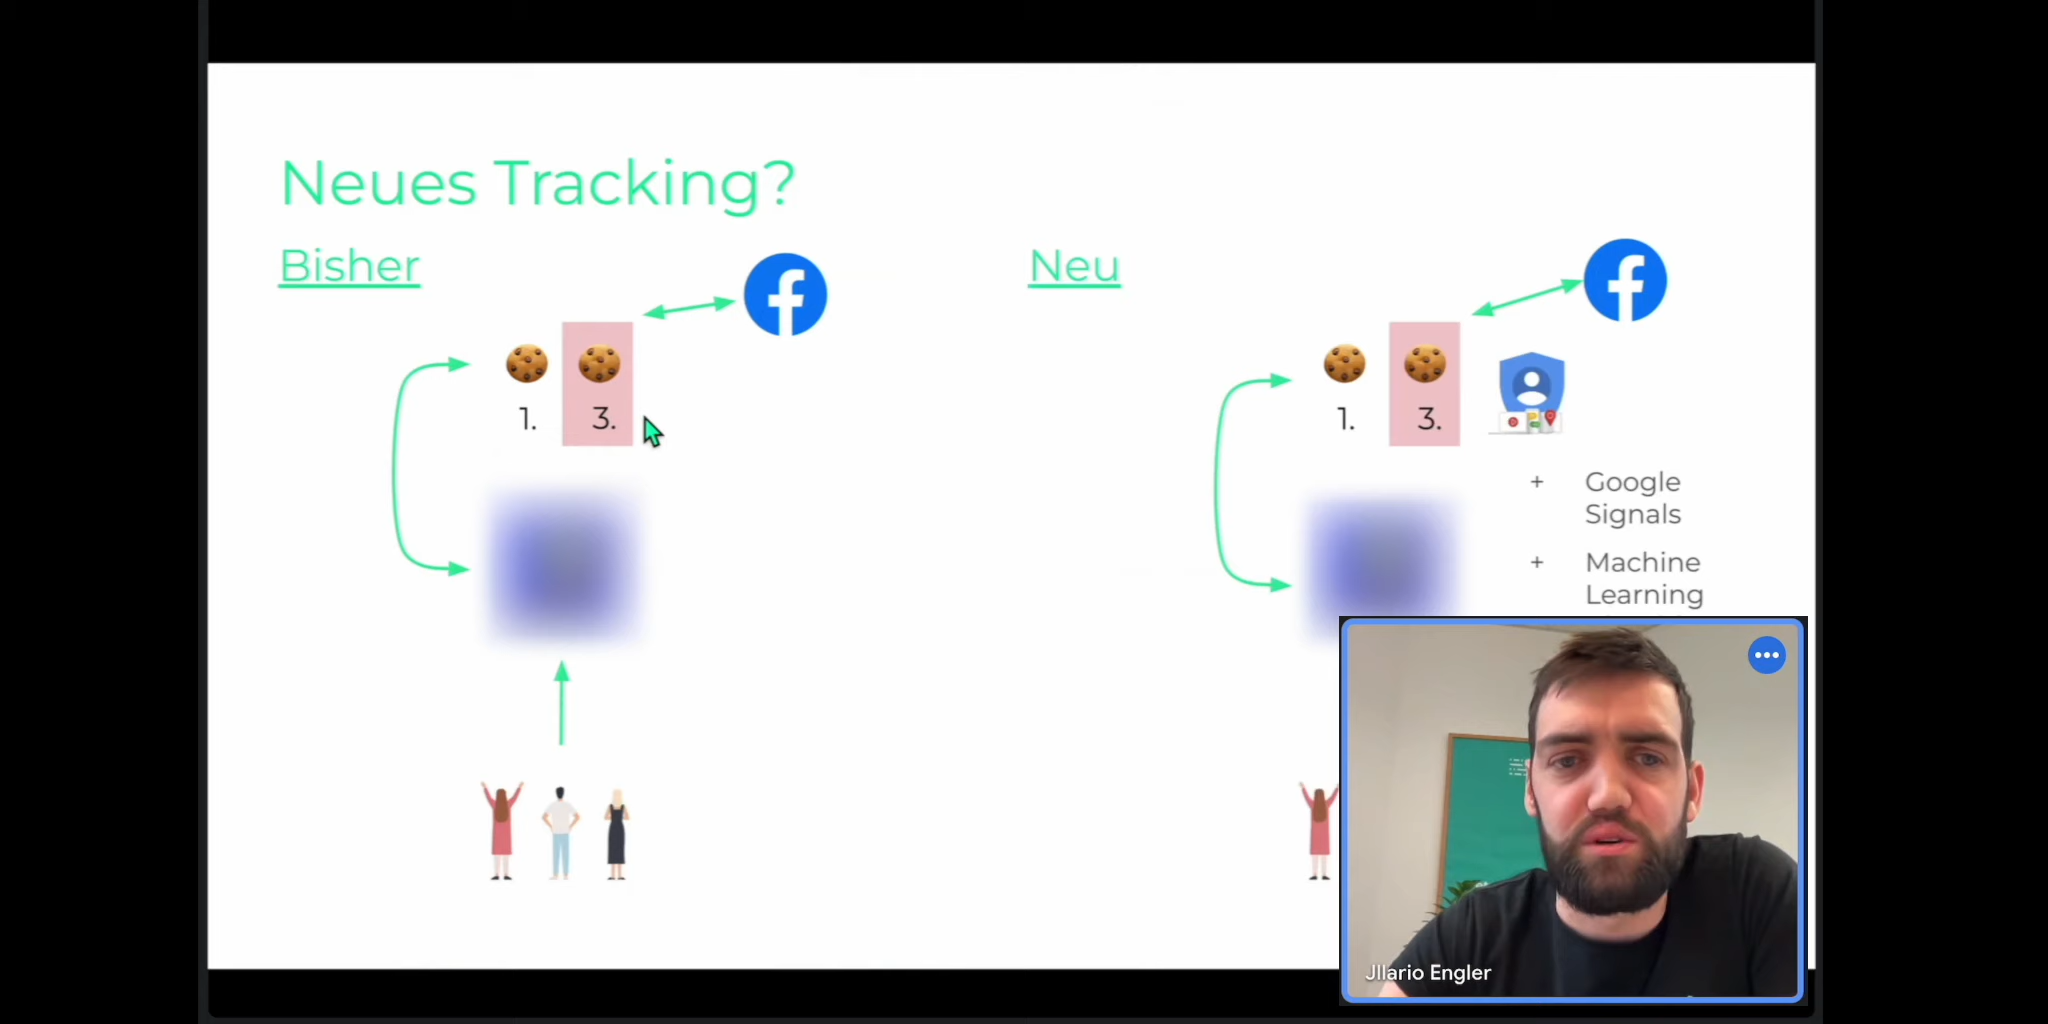 Neues Tracking?
Bisher
1. 3.
Neu
1. 3.
+ Google
Signals
+ Machine
Learning
Jllario Engler